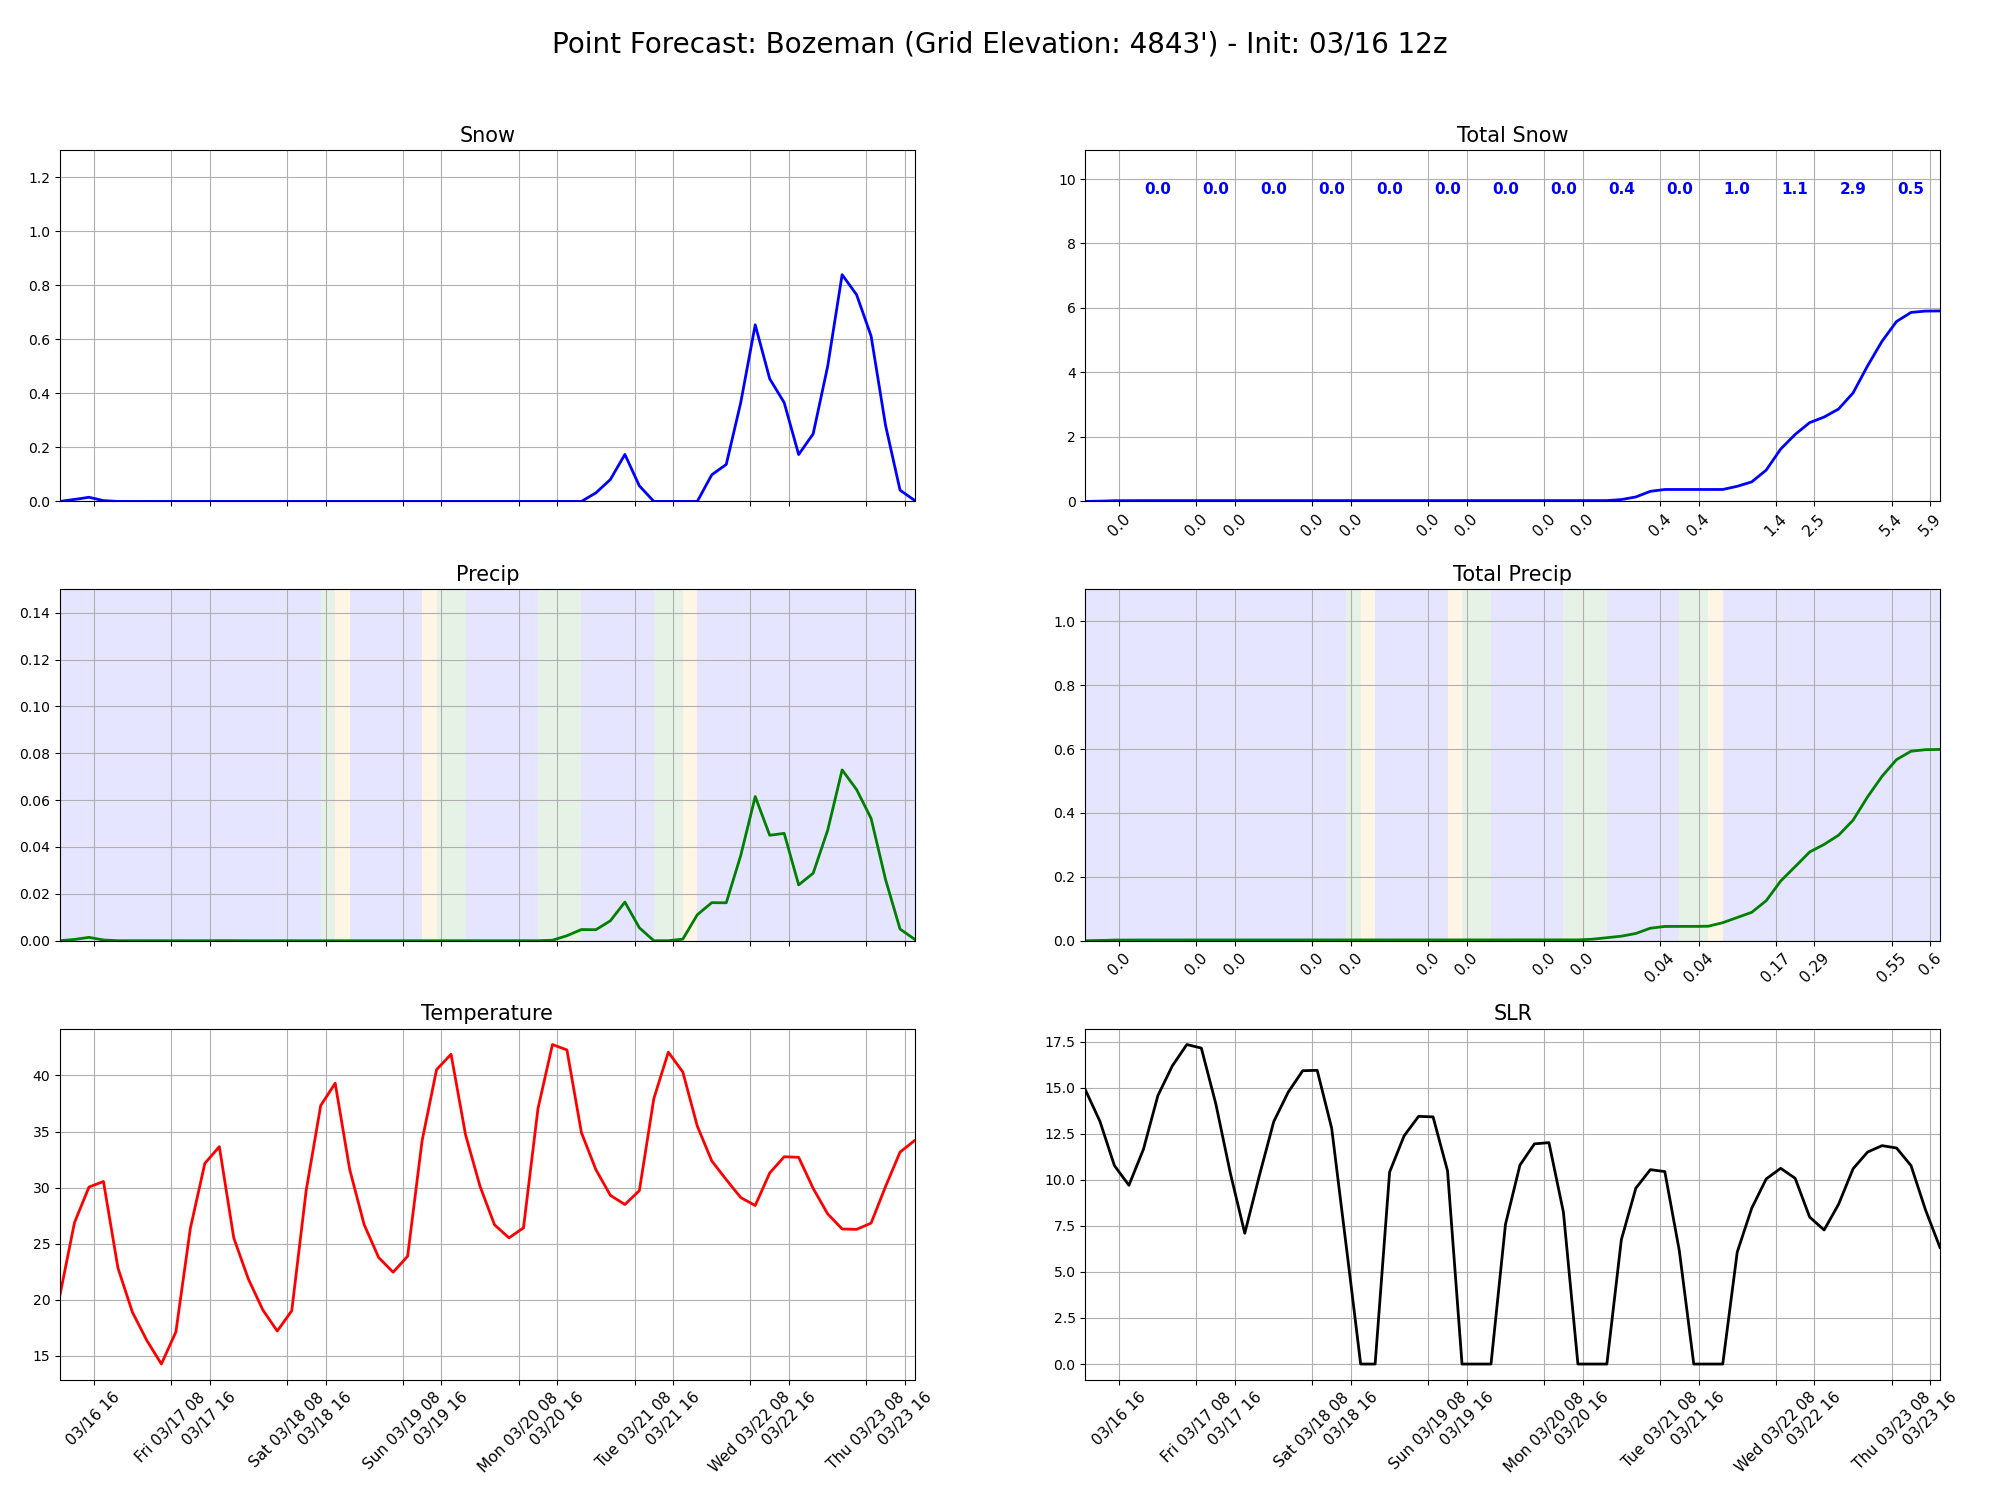 Point Forecast: Bozeman (Grid Elevation: 4843') - Init: 03/16 12z
Snow
1.2
1.0
0.8
0.6
0.4
0.2
0.0
Total Snow
10
8
6
4
2
0
0.0 0.0 0.0 0.0 0.0 0.0 0.0 0.0 0.4 0.0 1.0 1.1 2.9 0.5
0.0 0.0 0.0 0.0 0.0 0.0 0.0 0.0 0.0 0.4 0.4 1.4 2.5 5.4 5.9
Precip
0.14
0.12
0.10
0.08
0.06
0.04
0.02
0.00
Total Precip
1.0
0.8
0.6
0.4
0.2
0.0
0.0 0.0 0.0 0.0 0.0 0.0 0.0 0.0 0.0 0.04 0.04 0.17 0.29 0.55 0.6
Temperature
40
35
30
25
20
15
03/16 16
Fri 03/17 08
03/17 16
Sat 03/18 08
03/18 16
Sun 03/19 08
03/19 16
Mon 03/20 08
03/20 16
Tue 03/21 08
03/21 16
Wed 03/22 08
03/22 16
Thu 03/23 08
03/23 16
SLR
17.5
15.0
12.5
10.0
7.5
5.0
2.5
0.0
03/16 16
Fri 03/17 08
03/17 16
Sat 03/18 08
03/18 16
Sun 03/19 08
03/19 16
Mon 03/20 08
03/20 16
Tue 03/21 08
03/21 16
Wed 03/22 08
03/22 16
Thu 03/23 08
03/23 16